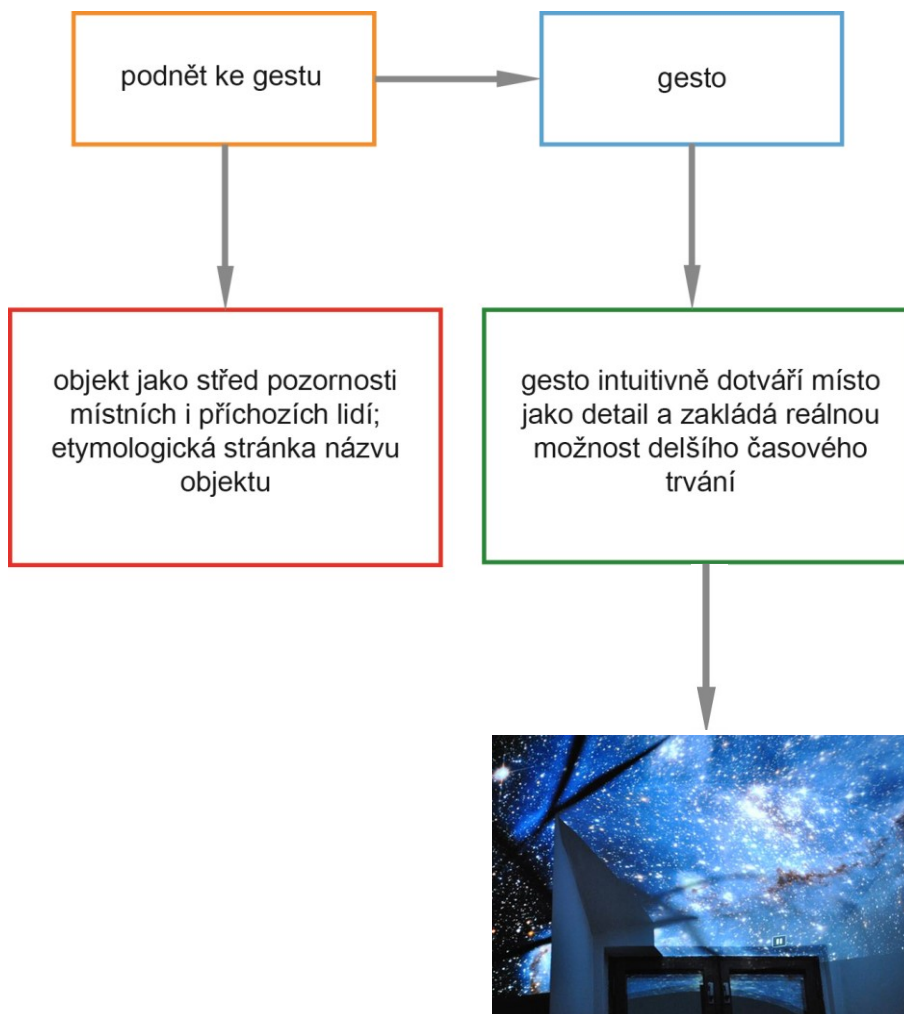 podnět ke gestu
gesto
objekt jako střed pozornosti
místních i příchozích lidí;
etymologická stránka názvu
objektu
gesto intuitivně dotváří místo
jako detail a zakládá reálnou
možnost delšího časového
trvání